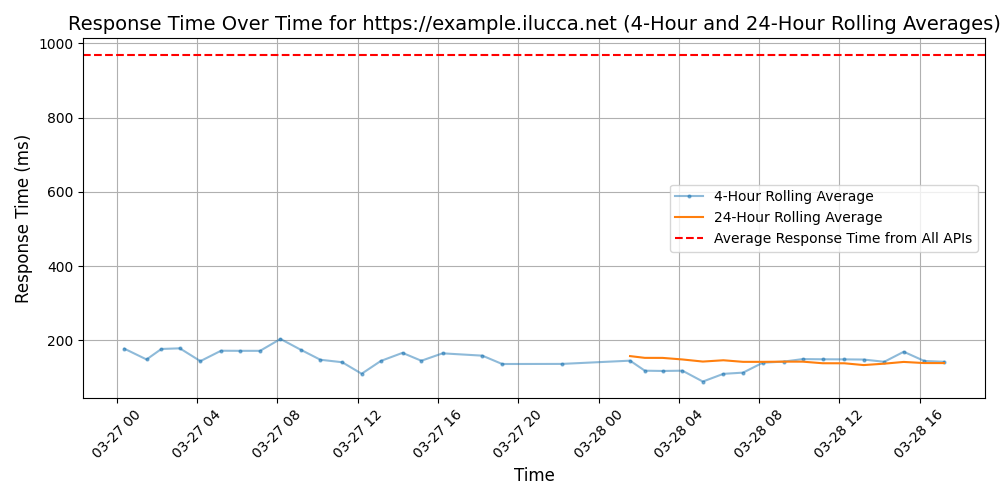 Response Time Over Time for https://example.ilucca.net (4-Hour and 24-Hour Rolling Averages)
Response Time (ms)
1000
800
600
400
200
4-Hour Rolling Average
24-Hour Rolling Average
Average Response Time from All APIs
03-27 00
03-27 04
03-27 08
03-27 12
03-27 16
03-27 20
03-28 00
03-28 04
03-28 08
03-28 12
03-28 16
Time